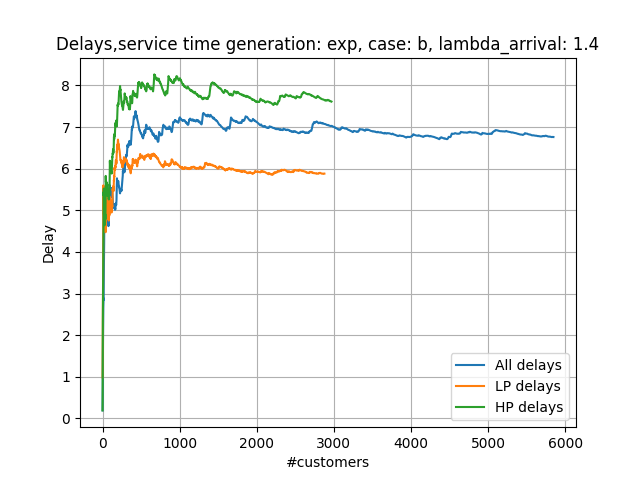 Delays,service time generation: exp, case: b, lambda_arrival: 1.4
8
7
6
5
4
3
2
1
0
Delay
0 1000 2000 3000 4000 5000 6000
#customers
All delays
LP delays
HP delays